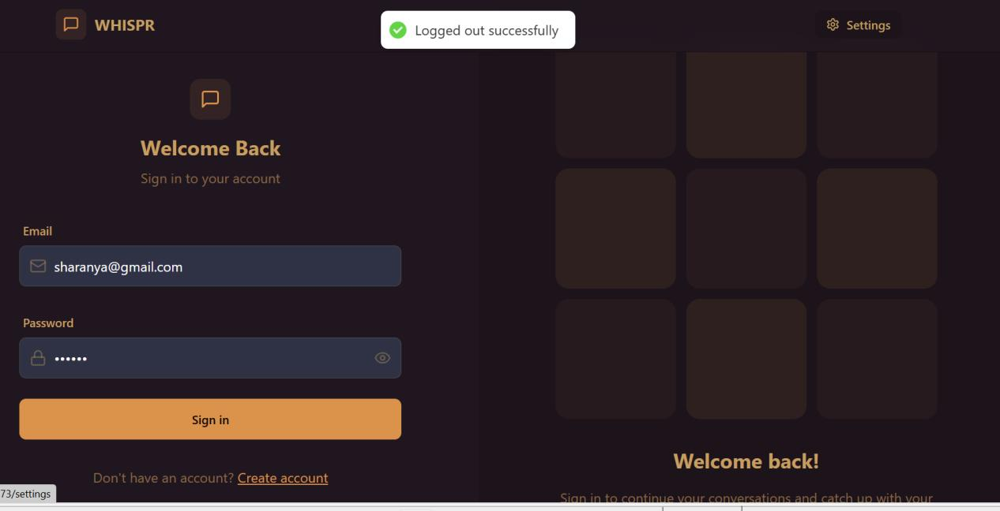 WHISPR
Logged out successfully
Settings
Welcome Back
Sign in to your account
Email
sharanya@gmail.com
Password
••••••
Sign in
Don't have an account? Create account
Welcome back!
Sign in to continue your conversations and catch up with your
73/settings